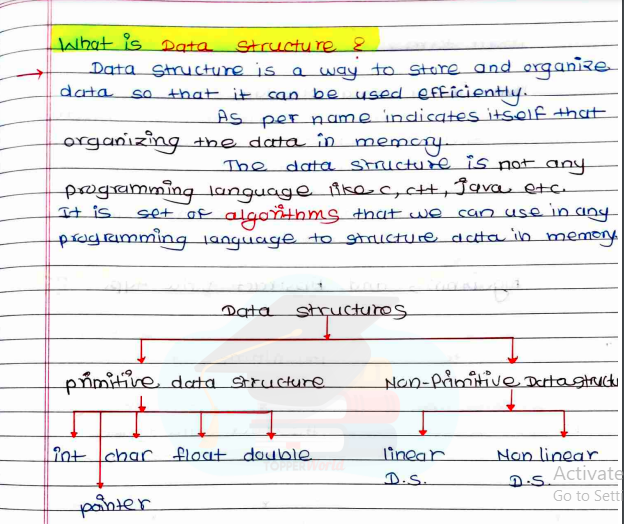 What is Data structure ?
→ Data structure is a way to store and organize
data so that it can be used efficiently.
As per name indicates itself that
organizing the data in memory.
The data structure is not any
programming language like c, c++, Java etc.
It is set of algorithms that we can use in any
programming language to structure data in memory
Data structures
primitive data structure Non-Primitive Datastructu
int char float double linear Non linear
D.S. D.S.
pointer
TOPPERWorld
Activate
Go to Sett